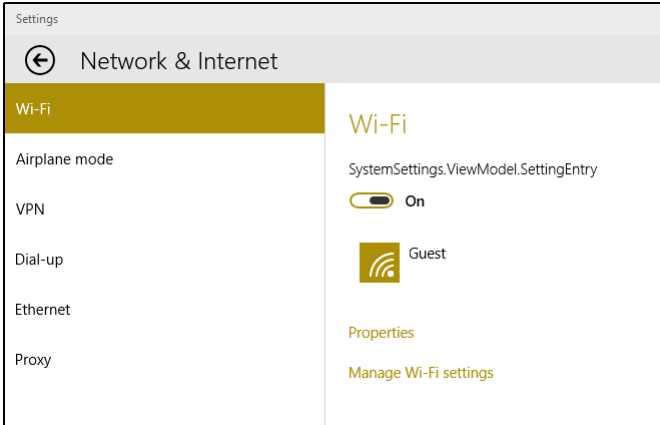 Settings
Network & Internet
Wi-Fi
Airplane mode
VPN
Dial-up
Ethernet
Proxy
Wi-Fi
SystemSettings.ViewModel.SettingEntry
On
Guest
Properties
Manage Wi-Fi settings